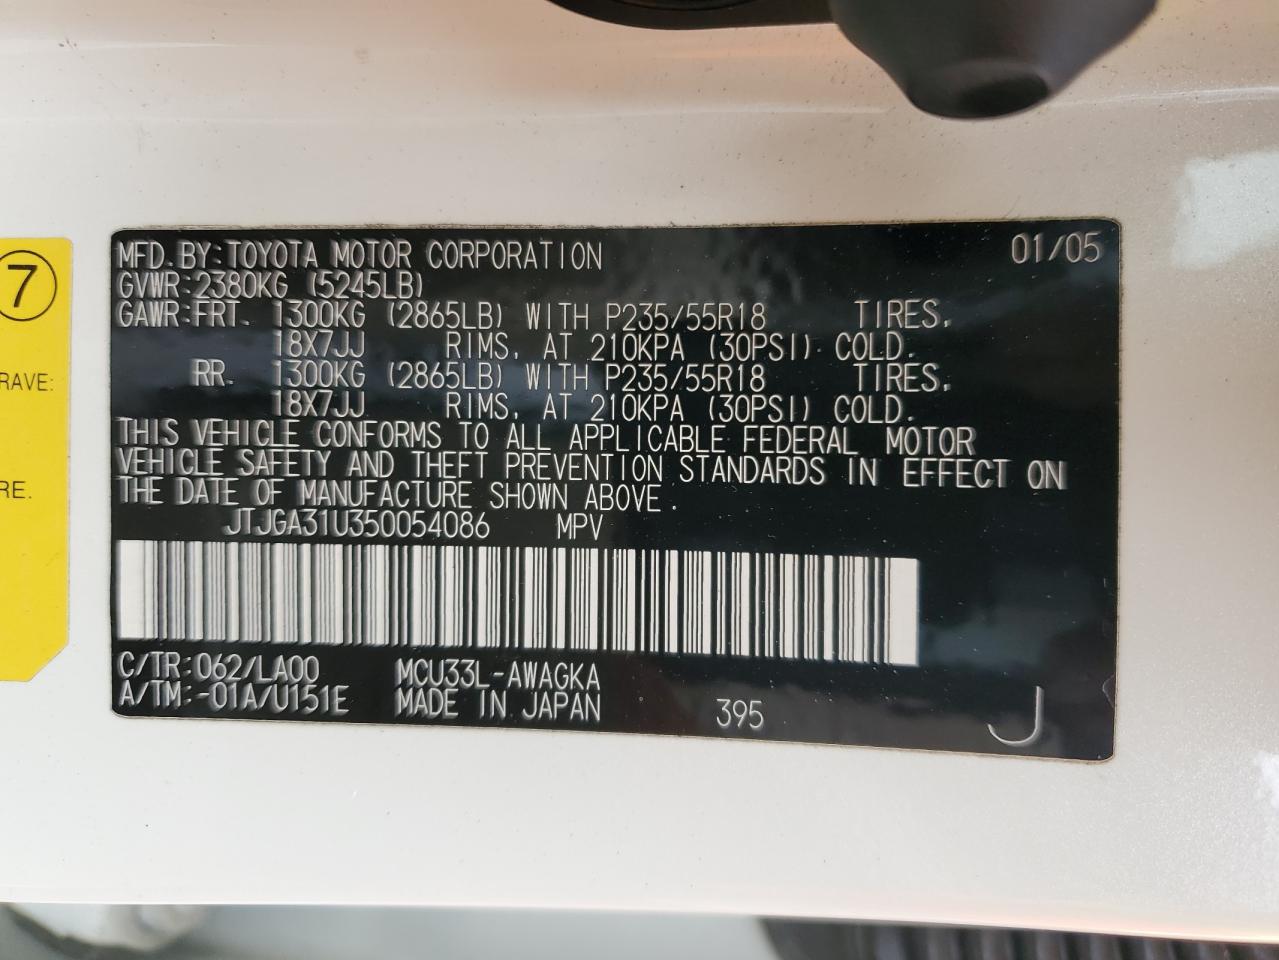 MFD.BY:TOYOTA MOTOR CORPORATION 01/05
GVWR:2380KG (5245LB)
GAWR:FRT. 1300KG (2865LB) WITH P235/55R18 TIRES,
18X7JJ RIMS, AT 210KPA (30PSI) COLD.
RR. 1300KG (2865LB) WITH P235/55R18 TIRES,
18X7JJ RIMS, AT 210KPA (30PSI) COLD.
THIS VEHICLE CONFORMS TO ALL APPLICABLE FEDERAL MOTOR
VEHICLE SAFETY AND THEFT PREVENTION STANDARDS IN EFFECT ON
THE DATE OF MANUFACTURE SHOWN ABOVE.
JTJGA31U350054086 MPV
C/TR:062/LA00 MCU33L-AWAGKA
A/TM:-01A/U151E MADE IN JAPAN 395 J
7
RAVE:
RE.